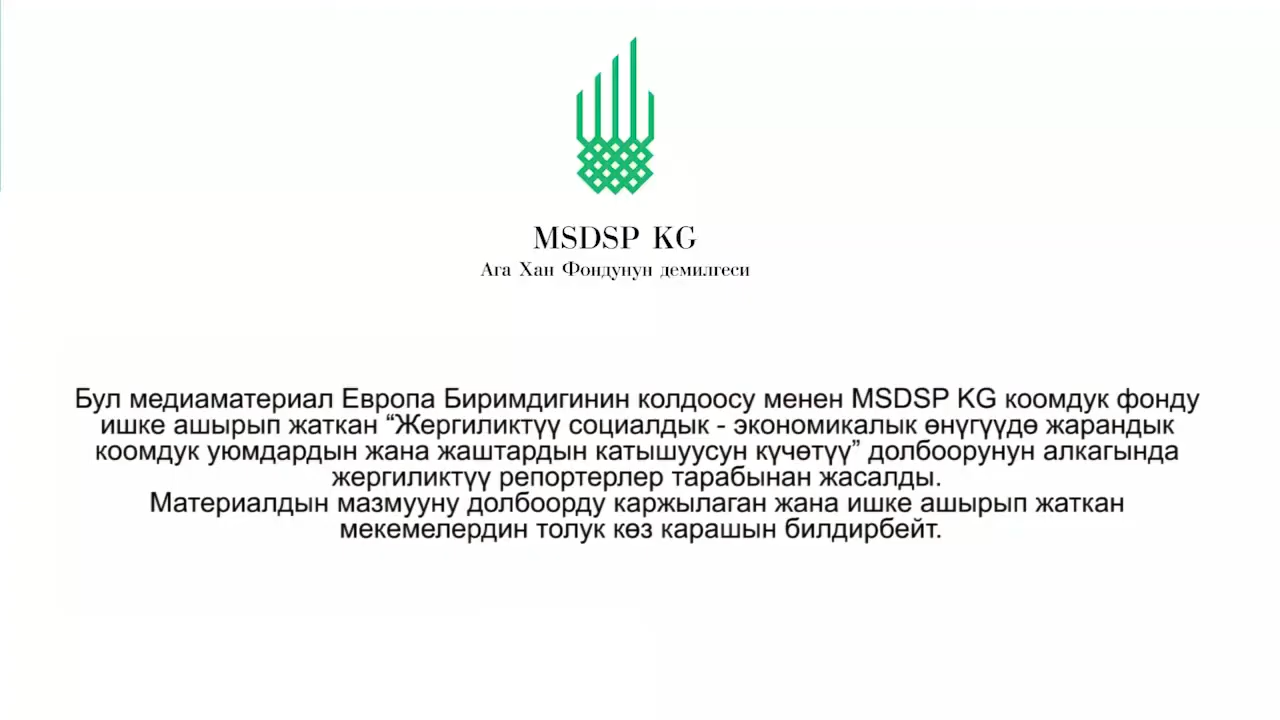 MSDSP KG
Ага Хан Фондунун демилгеси
Бул медиаматериал Европа Биримдигинин колдоосу менен MSDSP KG коомдук фонду
ишке ашырып жаткан “Жергиликтүү социалдык - экономикалык өнүгүүдө жарандык
коомдук уюмдардын жана жаштардын катышуусун күчөтүү” долбоорунун алкагында
жергиликтүү репортерлер тарабынан жасалды.
Материалдын мазмууну долбоорду каржылаган жана ишке ашырып жаткан
мекемелердин толук көз карашын билдирбейт.